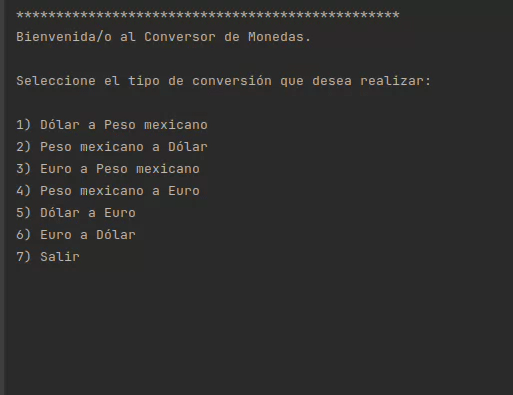 ************************************************
Bienvenida/o al Conversor de Monedas.
Seleccione el tipo de conversión que desea realizar:
1) Dólar a Peso mexicano
2) Peso mexicano a Dólar
3) Euro a Peso mexicano
4) Peso mexicano a Euro
5) Dólar a Euro
6) Euro a Dólar
7) Salir